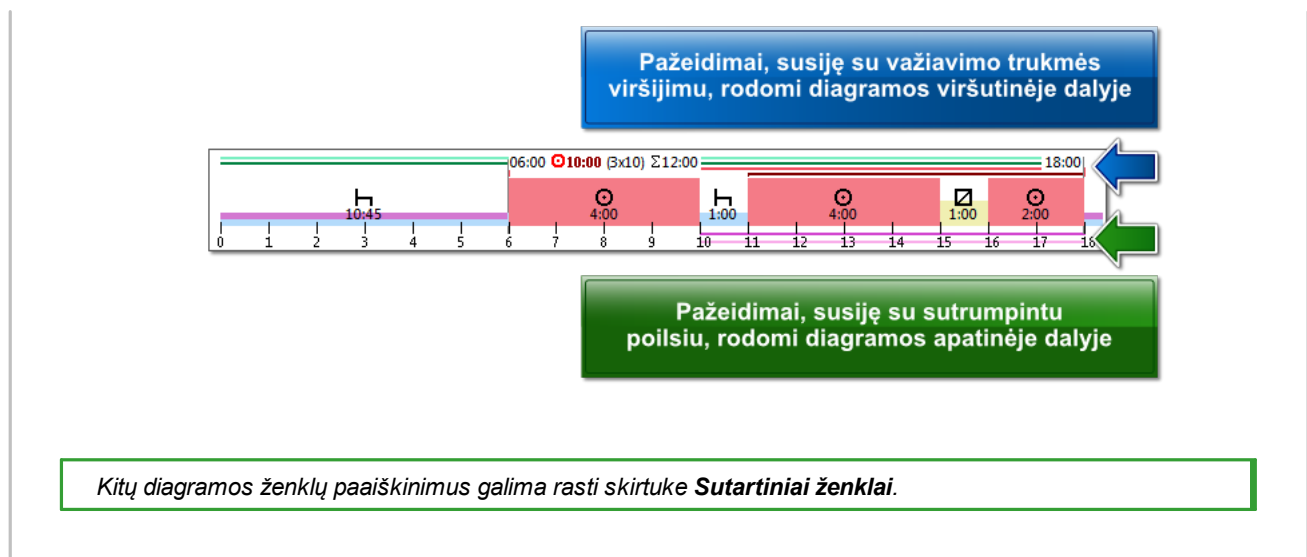 Pažeidimai, susiję su važiavimo trukmės
viršijimu, rodomi diagramos viršutinėje dalyje
06:00 10:00 (3x10) Σ12:00 18:00
10:45 4:00 1:00 4:00 1:00 2:00
0 1 2 3 4 5 6 7 8 9 10 11 12 13 14 15 16 17 18
Pažeidimai, susiję su sutrumpintu
poilsiu, rodomi diagramos apatinėje dalyje
Kitų diagramos ženklų paaiškinimus galima rasti skirtuke Sutartiniai ženklai.